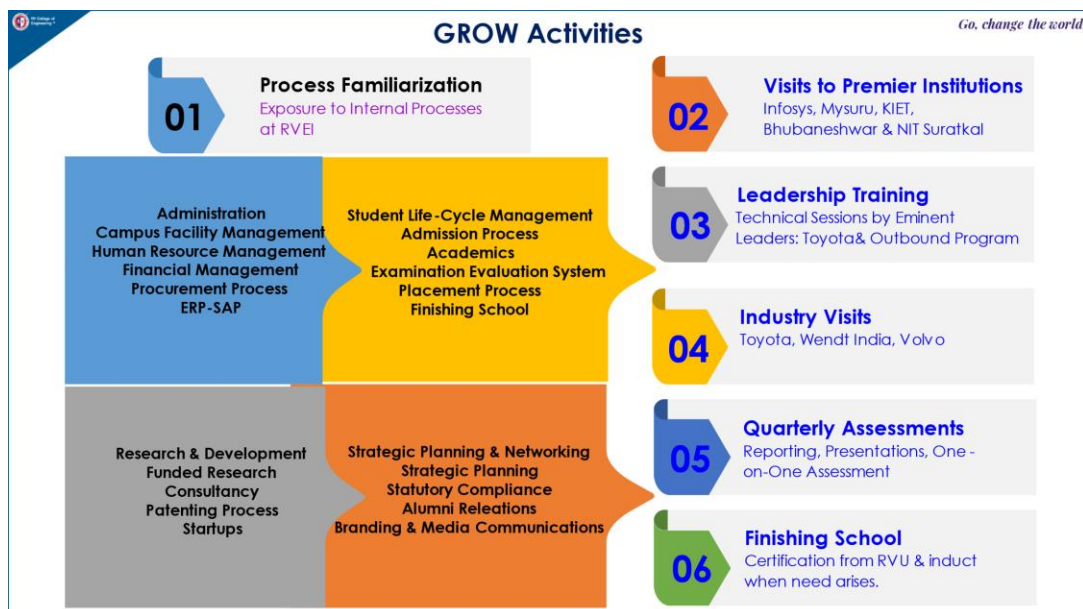 RV College of
Engineering
GROW Activities
Go, change the world
01
Process Familiarization
Exposure to Internal Processes
at RVEI
02
Visits to Premier Institutions
Infosys, Mysuru, KIET,
Bhubaneshwar & NIT Suratkal
Administration
Campus Facility Management
Human Resource Management
Financial Management
Procurement Process
ERP-SAP
Student Life-Cycle Management
Admission Process
Academics
Examination Evaluation System
Placement Process
Finishing School
03
Leadership Training
Technical Sessions by Eminent
Leaders: Toyota& Outbound Program
04
Industry Visits
Toyota, Wendt India, Volvo
Research & Development
Funded Research
Consultancy
Patenting Process
Startups
Strategic Planning & Networking
Strategic Planning
Statutory Compliance
Alumni Releations
Branding & Media Communications
05
Quarterly Assessments
Reporting, Presentations, One -
on-One Assessment
06
Finishing School
Certification from RVU & induct
when need arises.